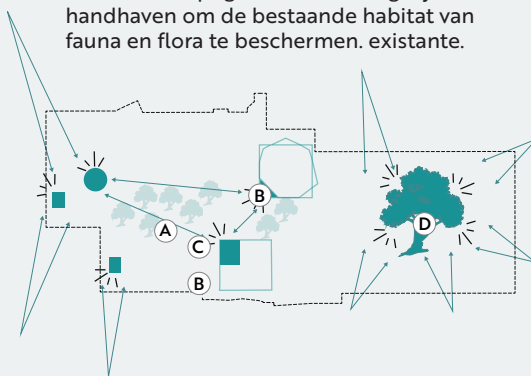 handhaven om de bestaande habitat van
fauna en flora te beschermen. existante.
B
A
C
D
B